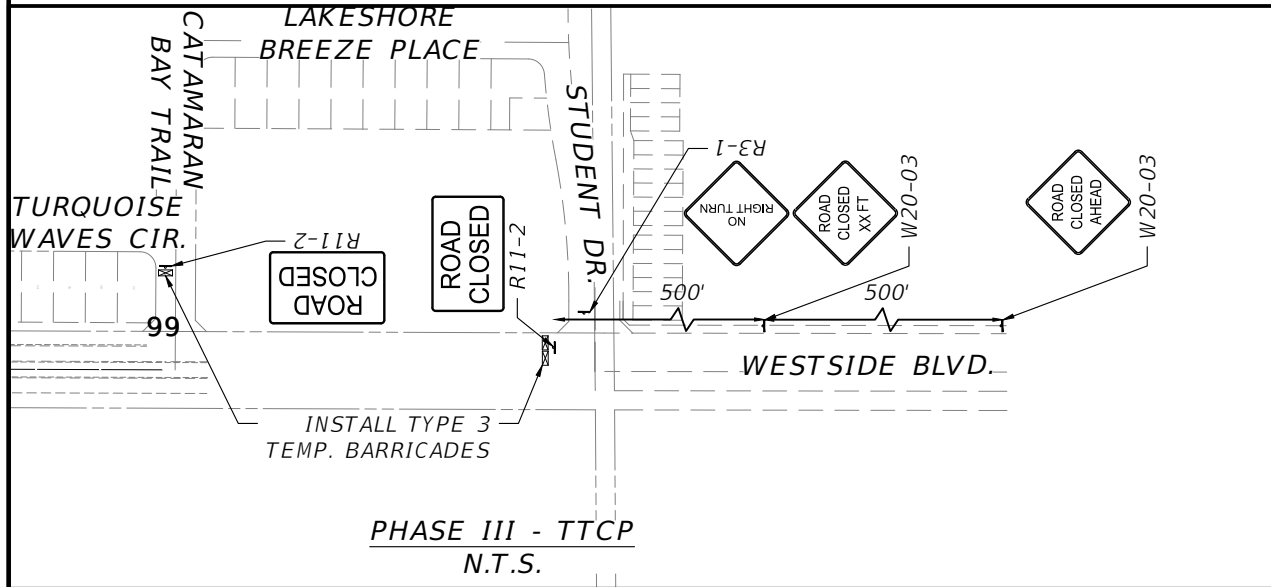 LAKESHORE
BREEZE PLACE
CATAMARAN
BAY TRAIL
STUDENT DR.
TURQUOISE
WAVES CIR.
R11-2
ROAD
CLOSED
ROAD
CLOSED
R11-2
R3-1
NO
RIGHT TURN
ROAD
CLOSED
XX FT
W20-03
ROAD
CLOSED
AHEAD
W20-03
500'
500'
99
WESTSIDE BLVD.
INSTALL TYPE 3
TEMP. BARRICADES
PHASE III - TTCP
N.T.S.